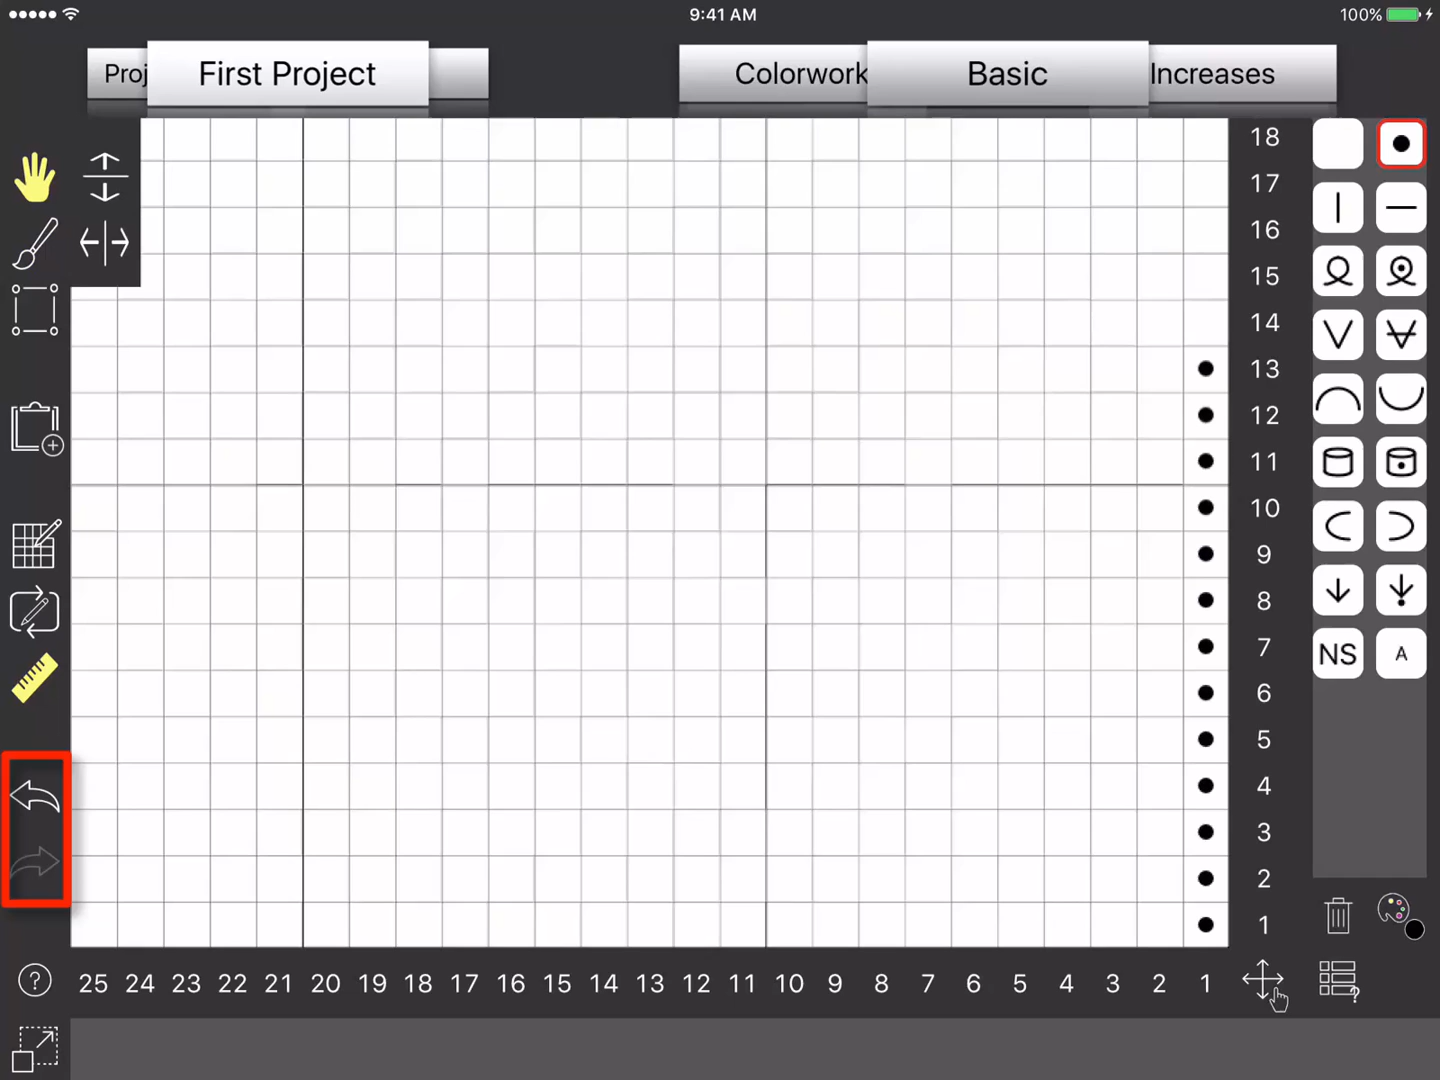 9:41 AM
100%
Proj
First Project
Colorwork
Basic
Increases
18
17
16
15
14
13
12
11
10
9
8
7
6
5
4
3
2
1
NS
A
?
25 24 23 22 21 20 19 18 17 16 15 14 13 12 11 10 9 8 7 6 5 4 3 2 1
?